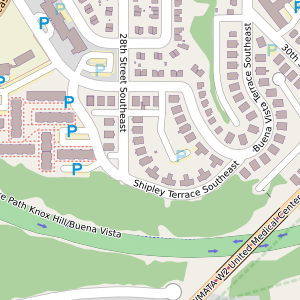 28th Street Southeast
Buena Vista Terrace Southeast
30th
P
P
P
P
P
P
Shipley Terrace Southeast
Path Knox Hill/Buena Vista
WMATA W2 United Medical Center